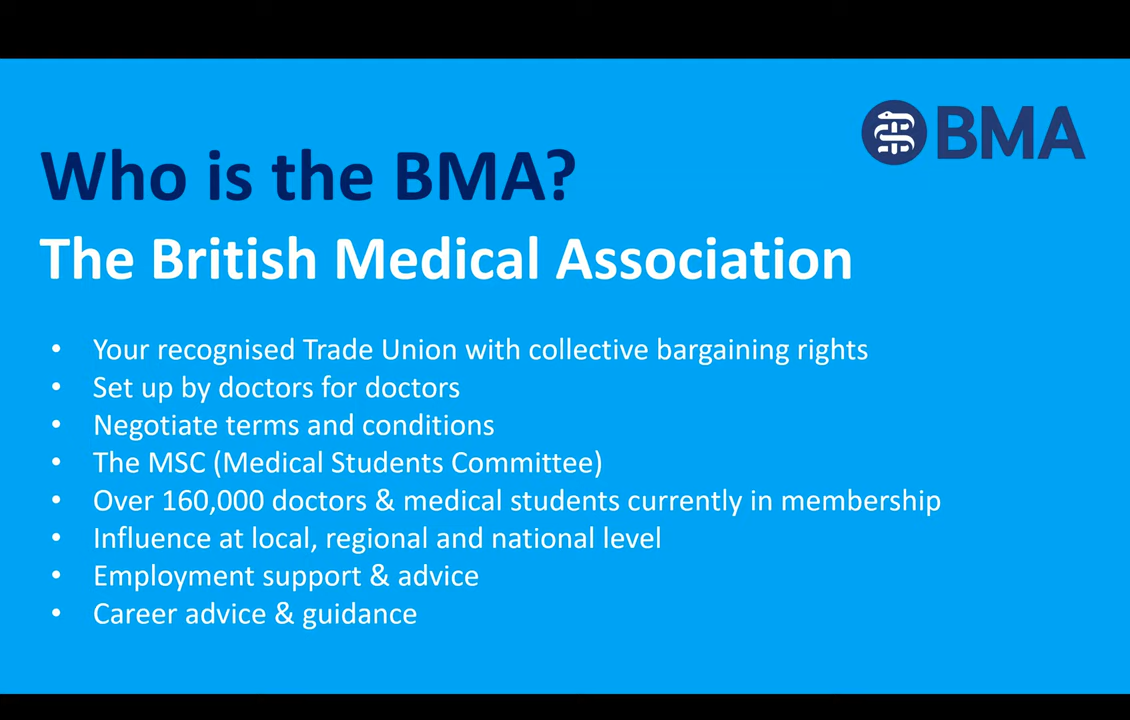 BMA
Who is the BMA?
The British Medical Association
• Your recognised Trade Union with collective bargaining rights
• Set up by doctors for doctors
• Negotiate terms and conditions
• The MSC (Medical Students Committee)
• Over 160,000 doctors & medical students currently in membership
• Influence at local, regional and national level
• Employment support & advice
• Career advice & guidance